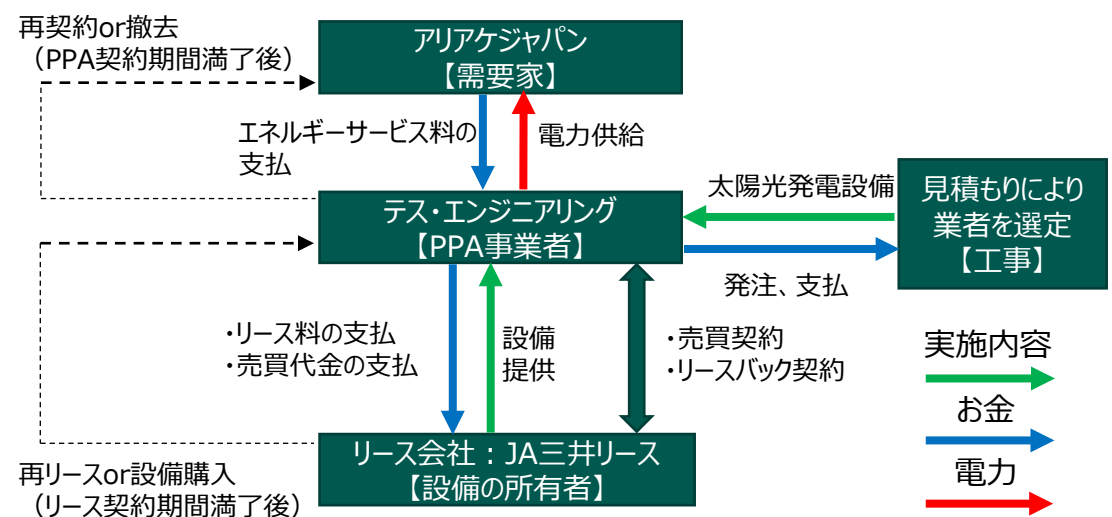 再契約or撤去
（PPA契約期間満了後）
アリアケジャパン
【需要家】
エネルギーサービス料の
支払
電力供給
テス・エンジニアリング
【PPA事業者】
太陽光発電設備
発注、支払
見積もりにより
業者を選定
【工事】
・リース料の支払
・売買代金の支払
設備
提供
・売買契約
・リースバック契約
実施内容
お金
電力
リース会社：JA三井リース
【設備の所有者】
再リースor設備購入
（リース契約期間満了後）